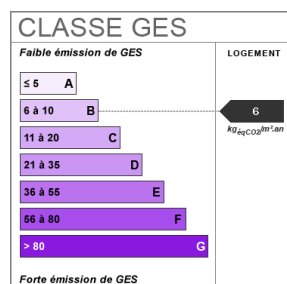 CLASSE GES
Faible émission de GES
LOGEMENT
≤ 5 A
6 à 10 B
6
kgéqCO2/m².an
11 à 20 C
21 à 35 D
36 à 55 E
56 à 80 F
> 80 G
Forte émission de GES